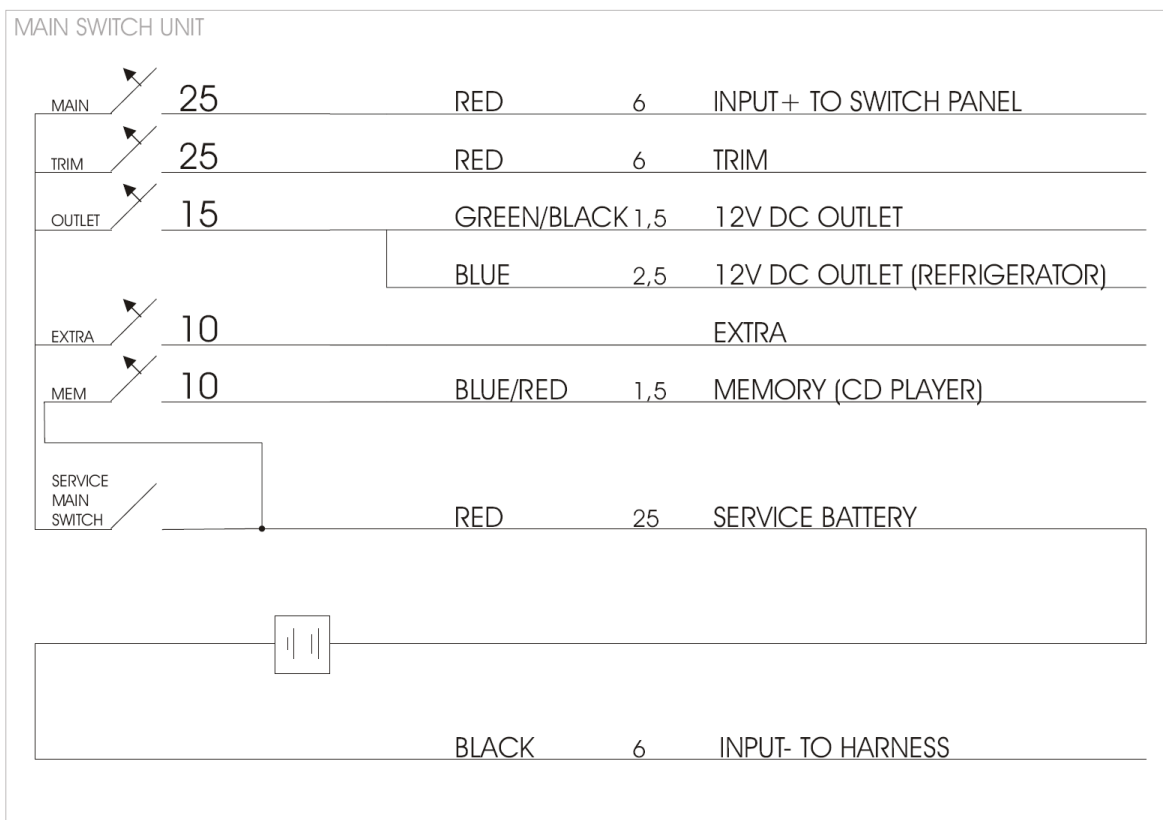 MAIN SWITCH UNIT
MAIN 25 RED 6 INPUT+ TO SWITCH PANEL
TRIM 25 RED 6 TRIM
OUTLET 15 GREEN/BLACK 1,5 12V DC OUTLET
BLUE 2,5 12V DC OUTLET (REFRIGERATOR)
EXTRA 10 EXTRA
MEM 10 BLUE/RED 1,5 MEMORY (CD PLAYER)
SERVICE
MAIN
SWITCH RED 25 SERVICE BATTERY
BLACK 6 INPUT- TO HARNESS